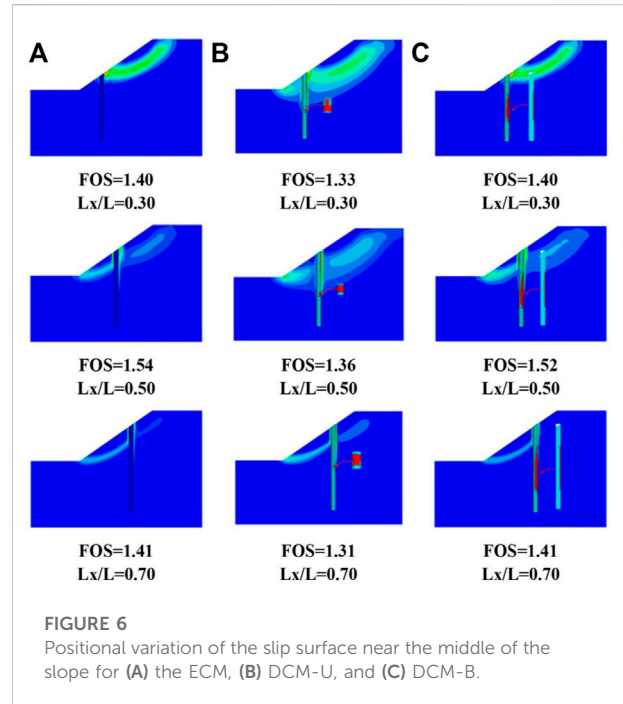 A B C
FOS=1.40 FOS=1.33 FOS=1.40
Lx/L=0.30 Lx/L=0.30 Lx/L=0.30
FOS=1.54 FOS=1.36 FOS=1.52
Lx/L=0.50 Lx/L=0.50 Lx/L=0.50
FOS=1.41 FOS=1.31 FOS=1.41
Lx/L=0.70 Lx/L=0.70 Lx/L=0.70
FIGURE 6
Positional variation of the slip surface near the middle of the
slope for (A) the ECM, (B) DCM-U, and (C) DCM-B.